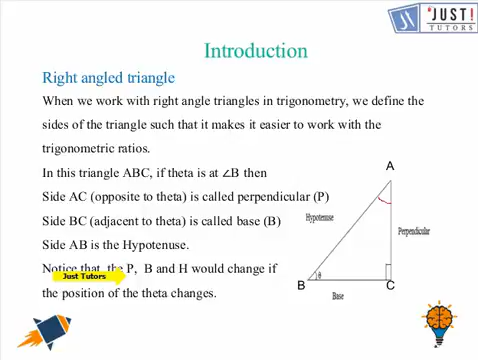 "JUST!
TUTORS
Introduction
Right angled triangle
When we work with right angle triangles in trigonometry, we define the
sides of the triangle such that it makes it easier to work with the
trigonometric ratios.
In this triangle ABC, if theta is at ∠B then
Side AC (opposite to theta) is called perpendicular (P)
Side BC (adjacent to theta) is called base (B)
Side AB is the Hypotenuse.
Notice that, the P, B and H would change if
Just Tutors
the position of the theta changes.
A
Hypotenuse
Perpendicular
θ
B
C
Base